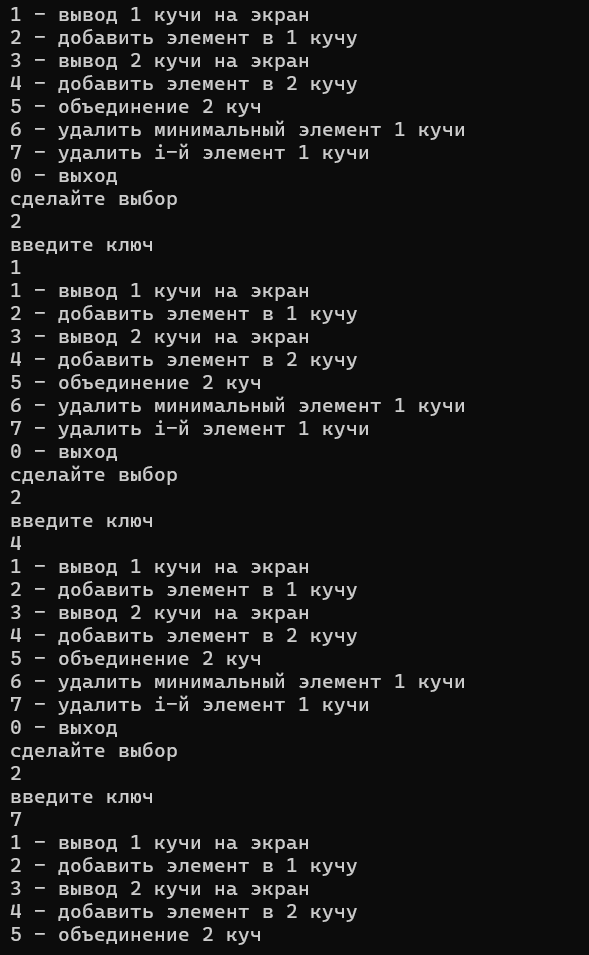 1 - вывод 1 кучи на экран
2 - добавить элемент в 1 кучу
3 - вывод 2 кучи на экран
4 - добавить элемент в 2 кучу
5 - объединение 2 куч
6 - удалить минимальный элемент 1 кучи
7 - удалить i-й элемент 1 кучи
0 - выход
сделайте выбор
2
введите ключ
1
1 - вывод 1 кучи на экран
2 - добавить элемент в 1 кучу
3 - вывод 2 кучи на экран
4 - добавить элемент в 2 кучу
5 - объединение 2 куч
6 - удалить минимальный элемент 1 кучи
7 - удалить i-й элемент 1 кучи
0 - выход
сделайте выбор
2
введите ключ
4
1 - вывод 1 кучи на экран
2 - добавить элемент в 1 кучу
3 - вывод 2 кучи на экран
4 - добавить элемент в 2 кучу
5 - объединение 2 куч
6 - удалить минимальный элемент 1 кучи
7 - удалить i-й элемент 1 кучи
0 - выход
сделайте выбор
2
введите ключ
7
1 - вывод 1 кучи на экран
2 - добавить элемент в 1 кучу
3 - вывод 2 кучи на экран
4 - добавить элемент в 2 кучу
5 - объединение 2 куч